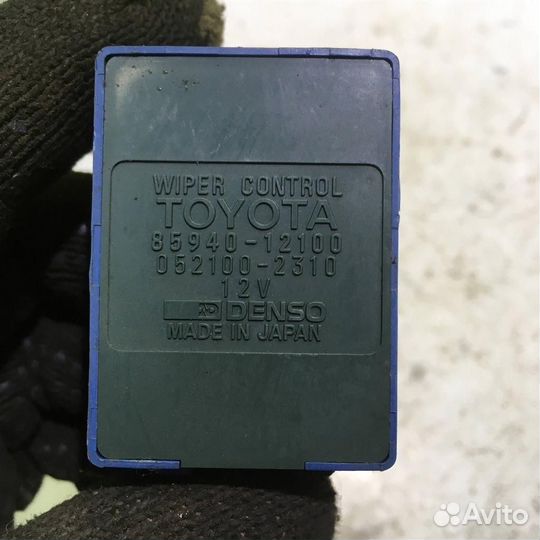 WIPER CONTROL
TOYOTA
85940-12100
052100-2310
12V
DENSO
MADE IN JAPAN
Avito